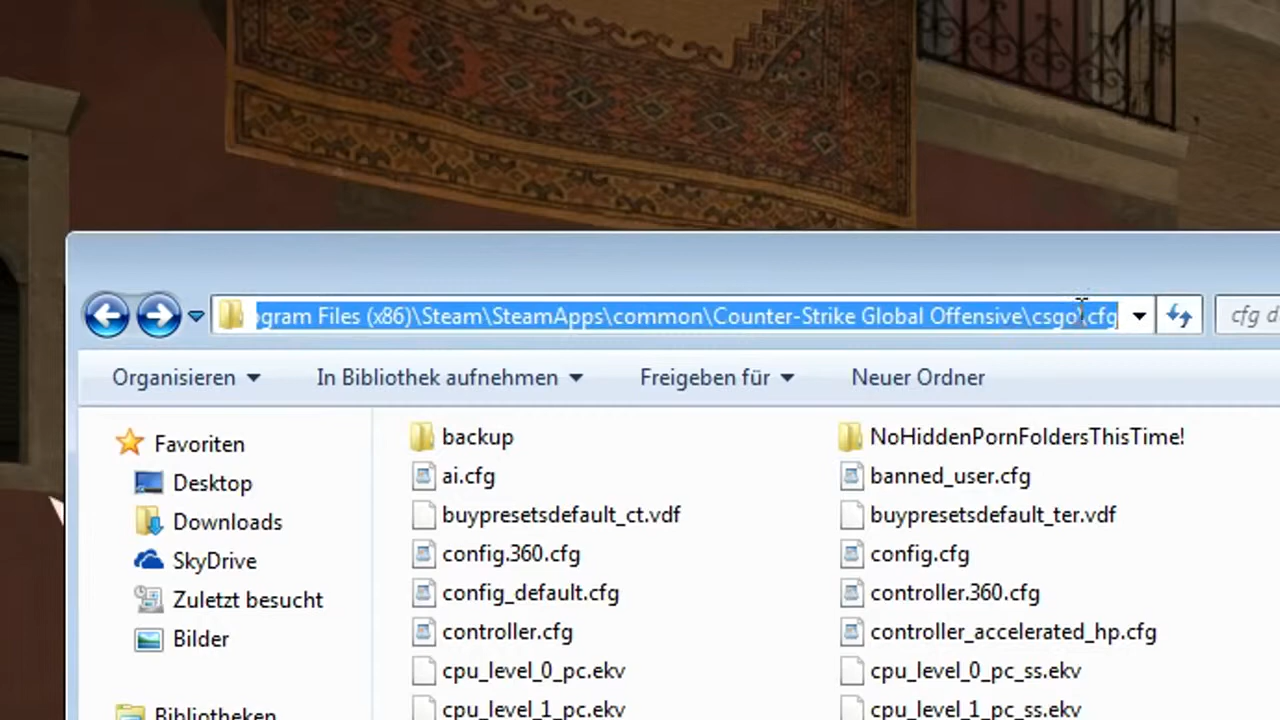 ogram Files (x86)\Steam\SteamApps\common\Counter-Strike Global Offensive\csgo\cfg
cfg d
Organisieren In Bibliothek aufnehmen Freigeben für Neuer Ordner
Favoriten
Desktop
Downloads
SkyDrive
Zuletzt besucht
Bilder
Bibliotheken
backup NoHiddenPornFoldersThisTime!
ai.cfg banned_user.cfg
buypresetsdefault_ct.vdf buypresetsdefault_ter.vdf
config.360.cfg config.cfg
config_default.cfg controller.360.cfg
controller.cfg controller_accelerated_hp.cfg
cpu_level_0_pc.ekv cpu_level_0_pc_ss.ekv
cpu_level_1_pc.ekv cpu_level_1_pc_ss.ekv